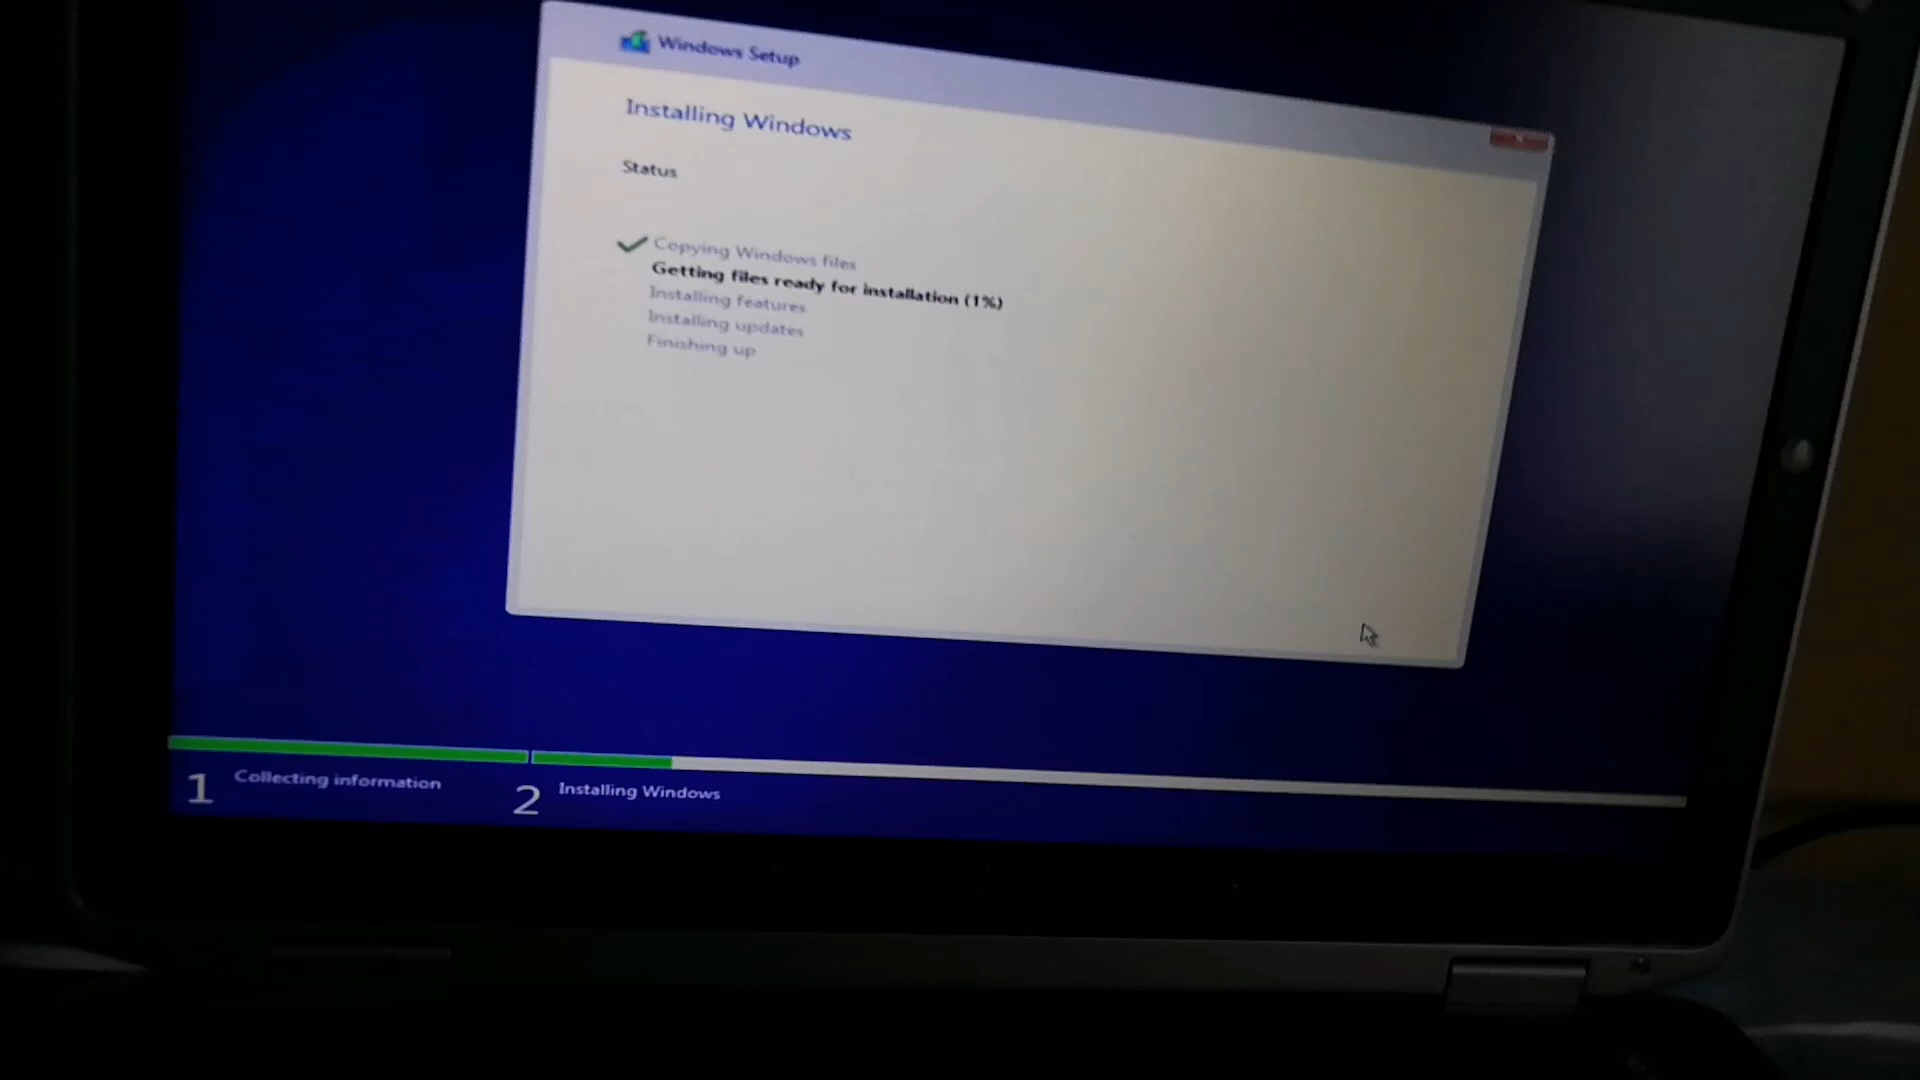 Windows Setup
Installing Windows
Status
Copying Windows files
Getting files ready for installation (1%)
Installing features
Installing updates
Finishing up
1 Collecting information
2 Installing Windows